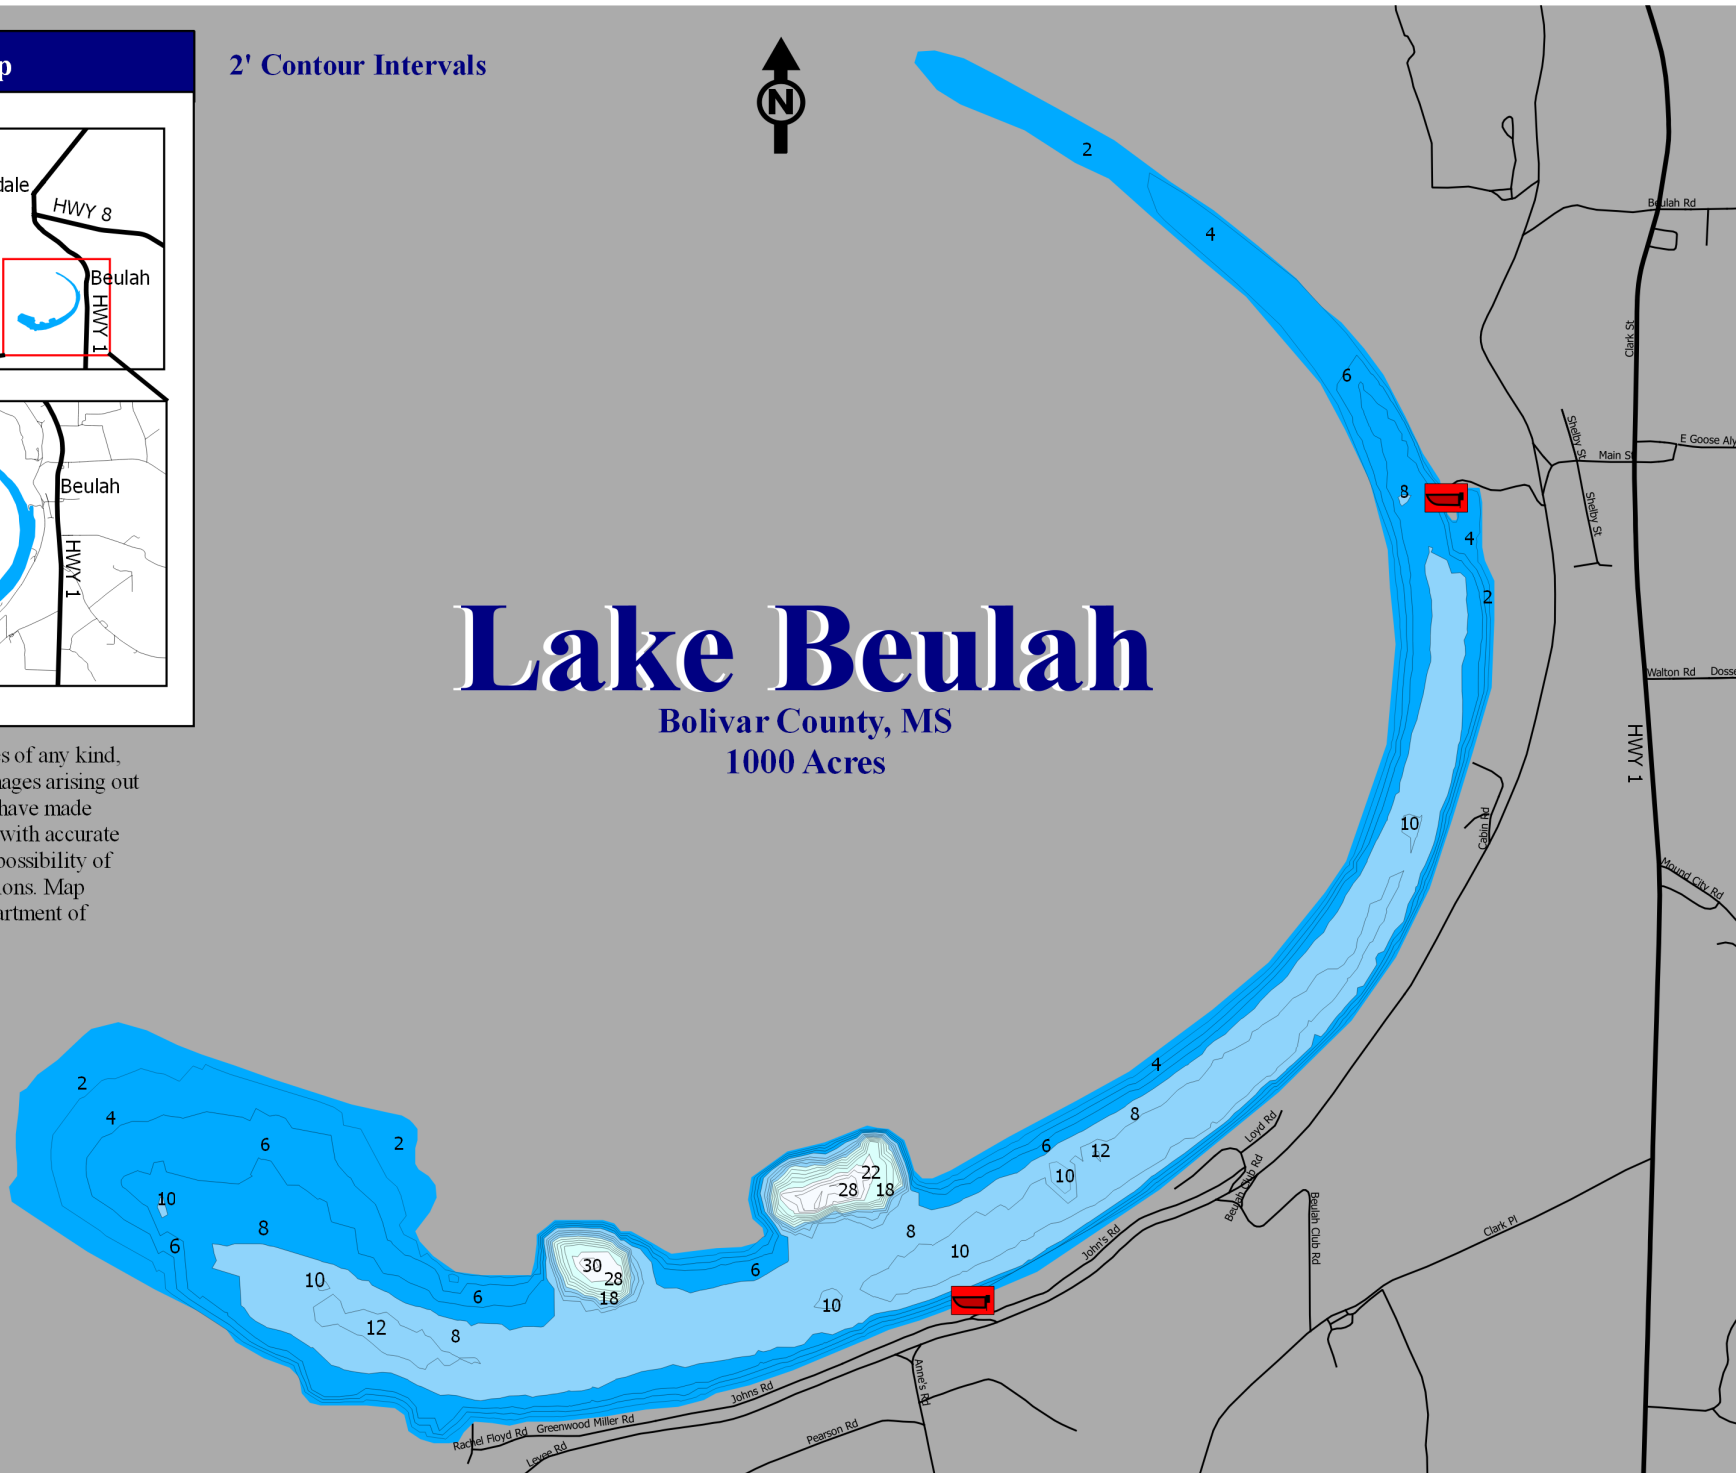 2' Contour Intervals
N
HWY 8
Beulah
HWY 1
Beulah
HWY 1
s of any kind,
ages arising out
have made
with accurate
possibility of
ons. Map
artment of
Lake Beulah
Bolivar County, MS
1000 Acres
2
4
6
8
4
2
10
4
8
6
12
10
22
28
18
8
10
6
10
30
28
18
2
4
6
2
10
8
6
10
6
12
8
Beulah Rd
Clark St
Shelby St
Main St
E Goose Aly
Shelby St
Walton Rd
HWY 1
Cabin Rd
Mound City Rd
Loyd Rd
Beulah Club Rd
Beulah Club Rd
John's Rd
Clark Pl
Anne's Rd
Johns Rd
Greenwood Miller Rd
Rachel Floyd Rd
Levee Rd
Pearson Rd